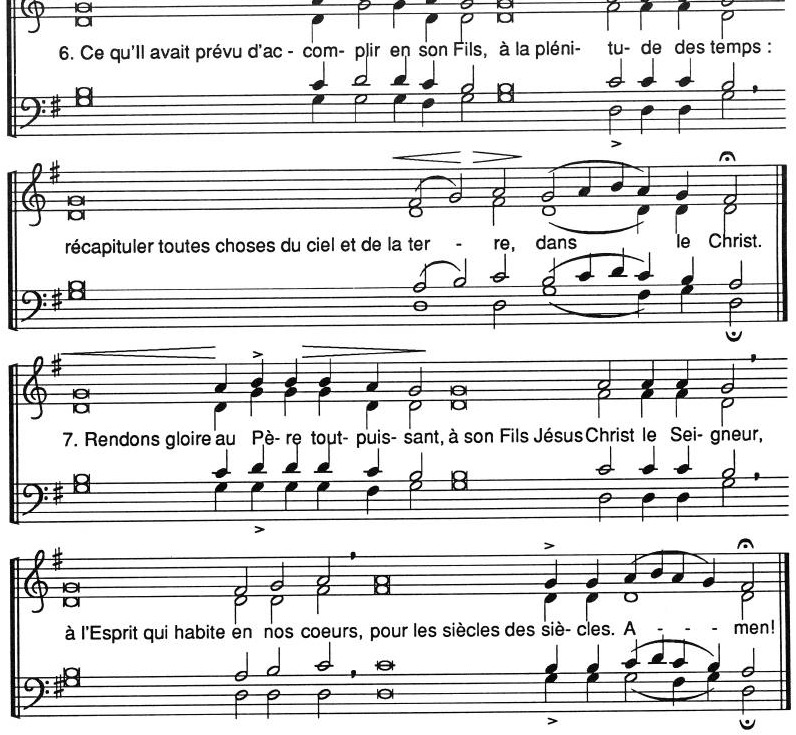 6. Ce qu'Il avait prévu d'ac - com- plir en son Fils, à la pléni- tu- de des temps :
récapituler toutes choses du ciel et de la ter - re, dans le Christ.
7. Rendons gloire au Pè- re tout- puis- sant, à son Fils Jésus Christ le Sei- gneur,
à l'Esprit qui habite en nos coeurs, pour les siècles des siè- cles. A - - - men!